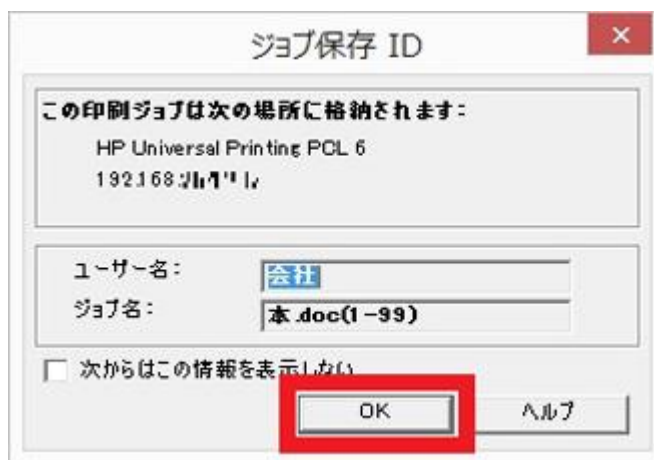 ジョブ保存 ID
この印刷ジョブは次の場所に格納されます:
HP Universal Printing PCL 6
192.168.
ユーザー名: 会社
ジョブ名: 本.doc(1-99)
次からはこの情報を表示しない
OK ヘルプ